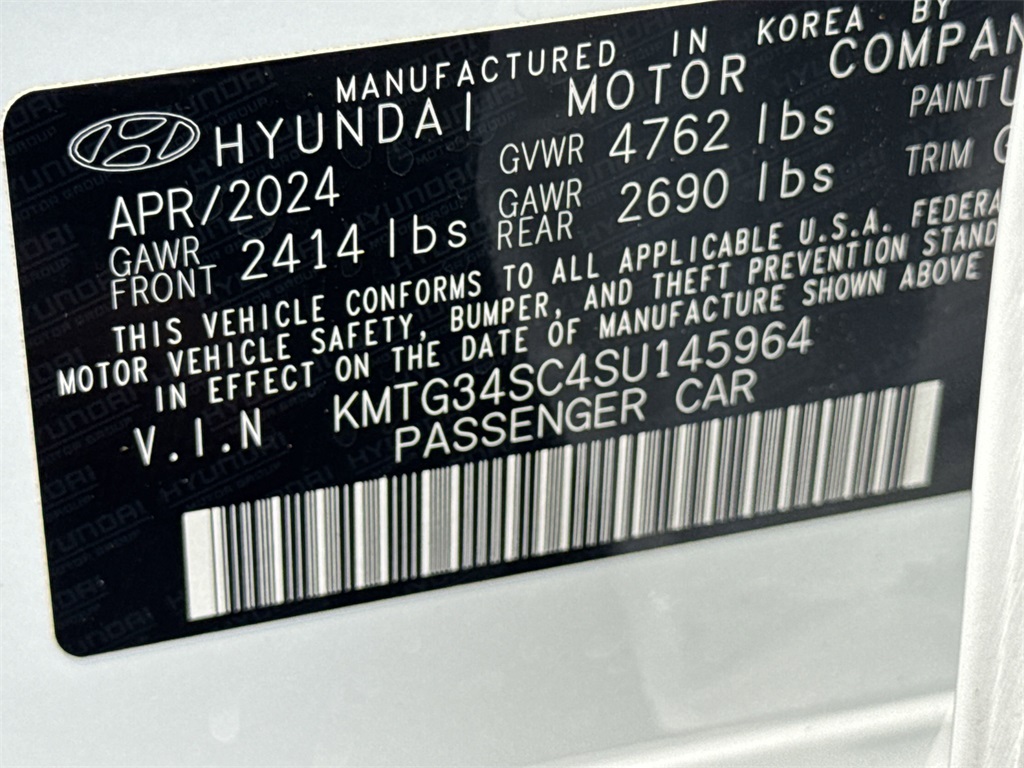 MANUFACTURED IN KOREA BY
HYUNDAI MOTOR COMPAN
APR/2024 GVWR 4762 lbs PAINT U
GAWR FRONT 2414 lbs GAWR REAR 2690 lbs TRIM
THIS VEHICLE CONFORMS TO ALL APPLICABLE U.S.A. FEDERA
MOTOR VEHICLE SAFETY, BUMPER, AND THEFT PREVENTION STAND
IN EFFECT ON THE DATE OF MANUFACTURE SHOWN ABOVE
V.I.N KMTG34SC4SU145964
PASSENGER CAR